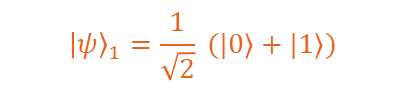 |ψ⟩₁ = 1/√2 (|0⟩ + |1⟩)